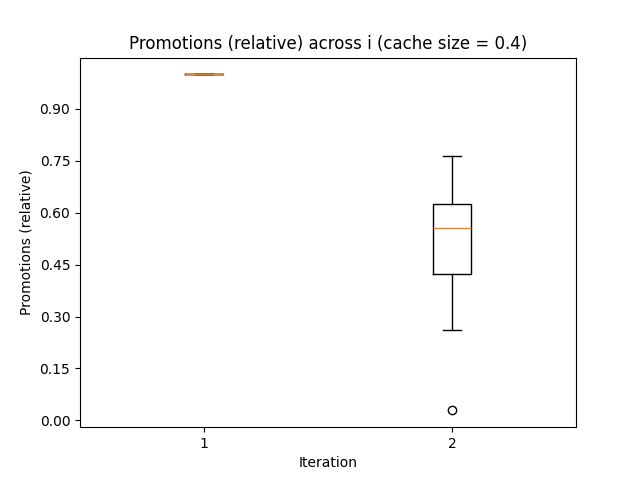 Promotions (relative) across i (cache size = 0.4)
Promotions (relative)
0.90
0.75
0.60
0.45
0.30
0.15
0.00
1 2
Iteration